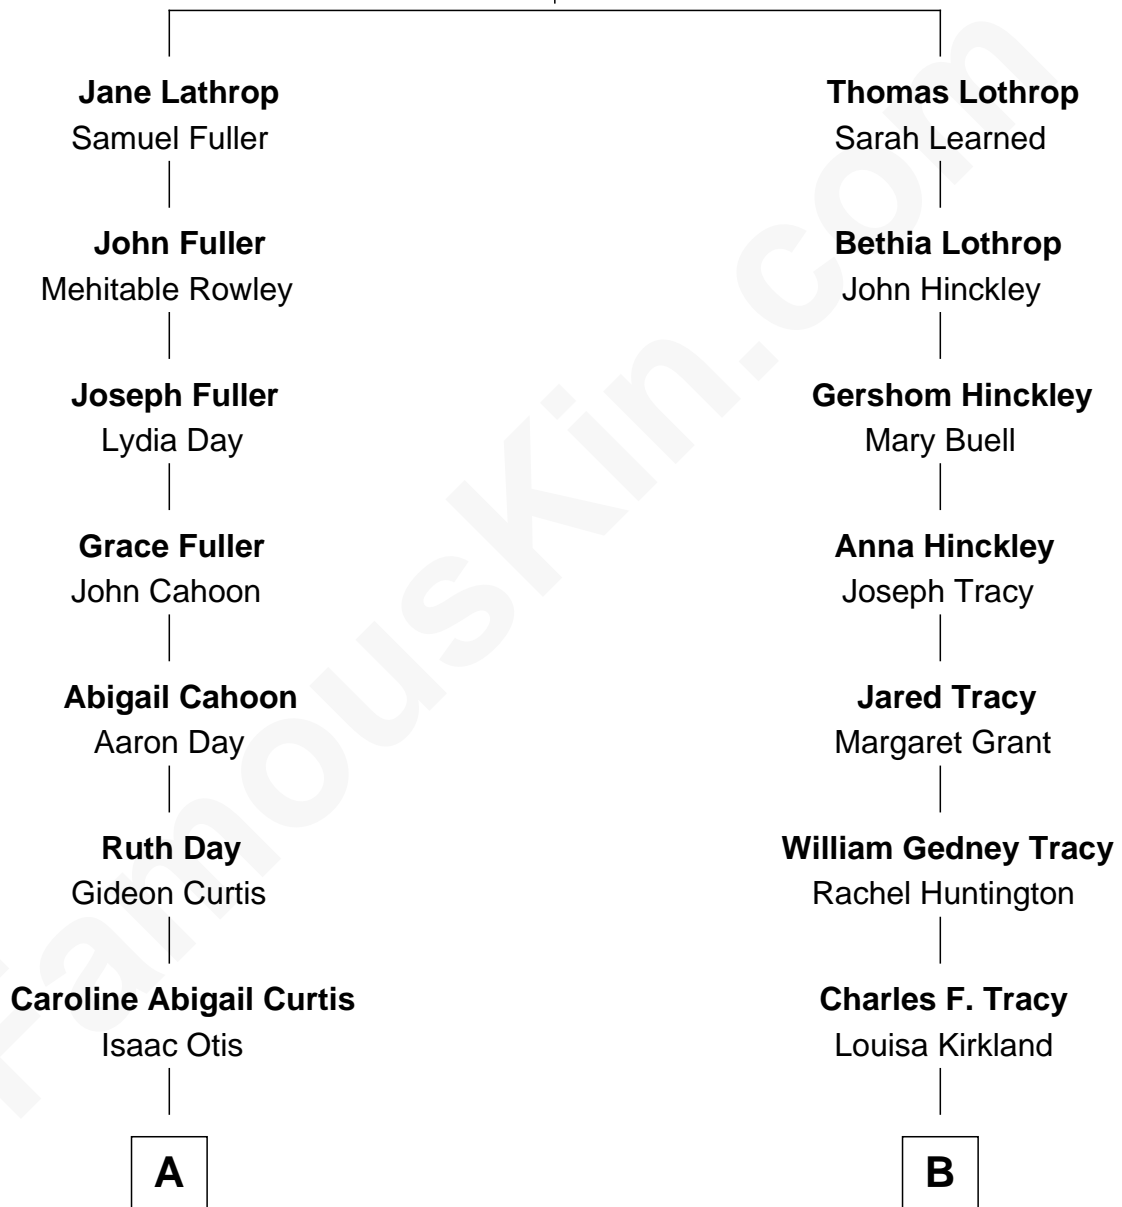 Jane Lathrop
Samuel Fuller
John Fuller
Mehitable Rowley
Joseph Fuller
Lydia Day
Grace Fuller
John Cahoon
Abigail Cahoon
Aaron Day
Ruth Day
Gideon Curtis
Caroline Abigail Curtis
Isaac Otis
A
Thomas Lothrop
Sarah Learned
Bethia Lothrop
John Hinckley
Gershom Hinckley
Mary Buell
Anna Hinckley
Joseph Tracy
Jared Tracy
Margaret Grant
William Gedney Tracy
Rachel Huntington
Charles F. Tracy
Louisa Kirkland
B
FamousKin.com